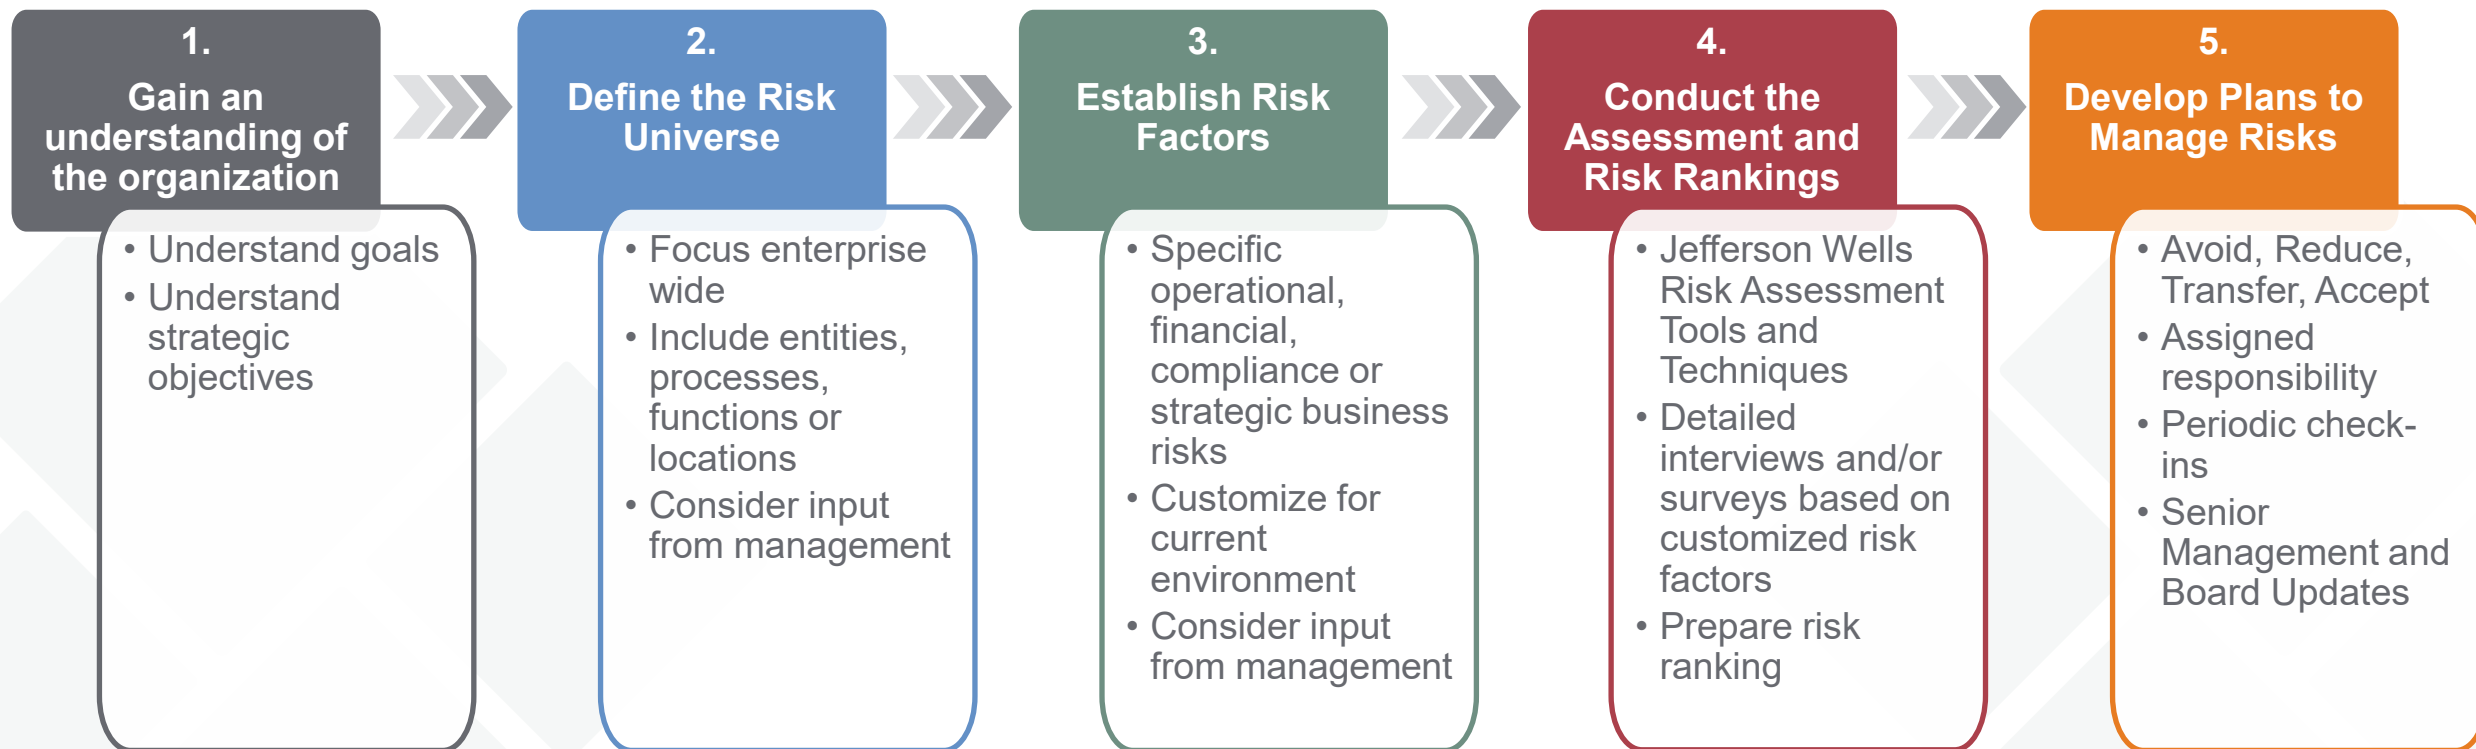 1.
Gain an
understanding of
the organization
• Understand goals
• Understand
strategic
objectives
2.
Define the Risk
Universe
• Focus enterprise
wide
• Include entities,
processes,
functions or
locations
• Consider input
from management
3.
Establish Risk
Factors
• Specific
operational,
financial,
compliance or
strategic business
risks
• Customize for
current
environment
• Consider input
from management
4.
Conduct the
Assessment and
Risk Rankings
• Jefferson Wells
Risk Assessment
Tools and
Techniques
• Detailed
interviews and/or
surveys based on
customized risk
factors
• Prepare risk
ranking
5.
Develop Plans to
Manage Risks
• Avoid, Reduce,
Transfer, Accept
• Assigned
responsibility
• Periodic check-
ins
• Senior
Management and
Board Updates